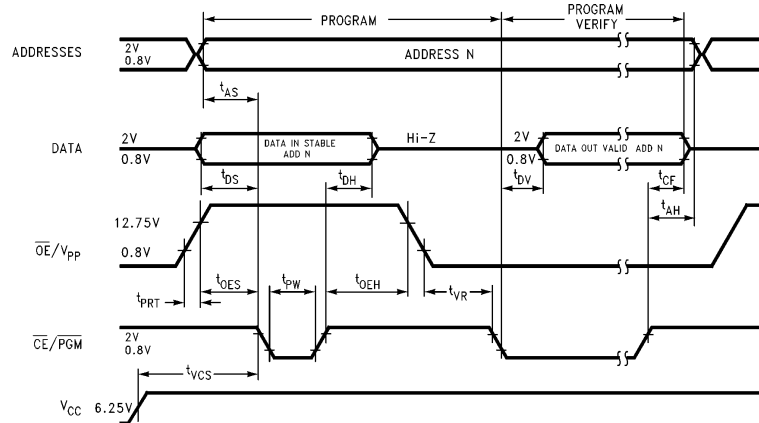 PROGRAM
PROGRAM
VERIFY
ADDRESSES
2V
0.8V
ADDRESS N
tAS
DATA
2V
0.8V
DATA IN STABLE
ADD N
Hi-Z
2V
0.8V
DATA OUT VALID ADD N
tDS
tDH
tDV
tCF
tAH
OE/VPP
12.75V
0.8V
tPRT
tOES
tPW
tOEH
tVR
CE/PGM
2V
0.8V
tVCS
VCC
6.25V